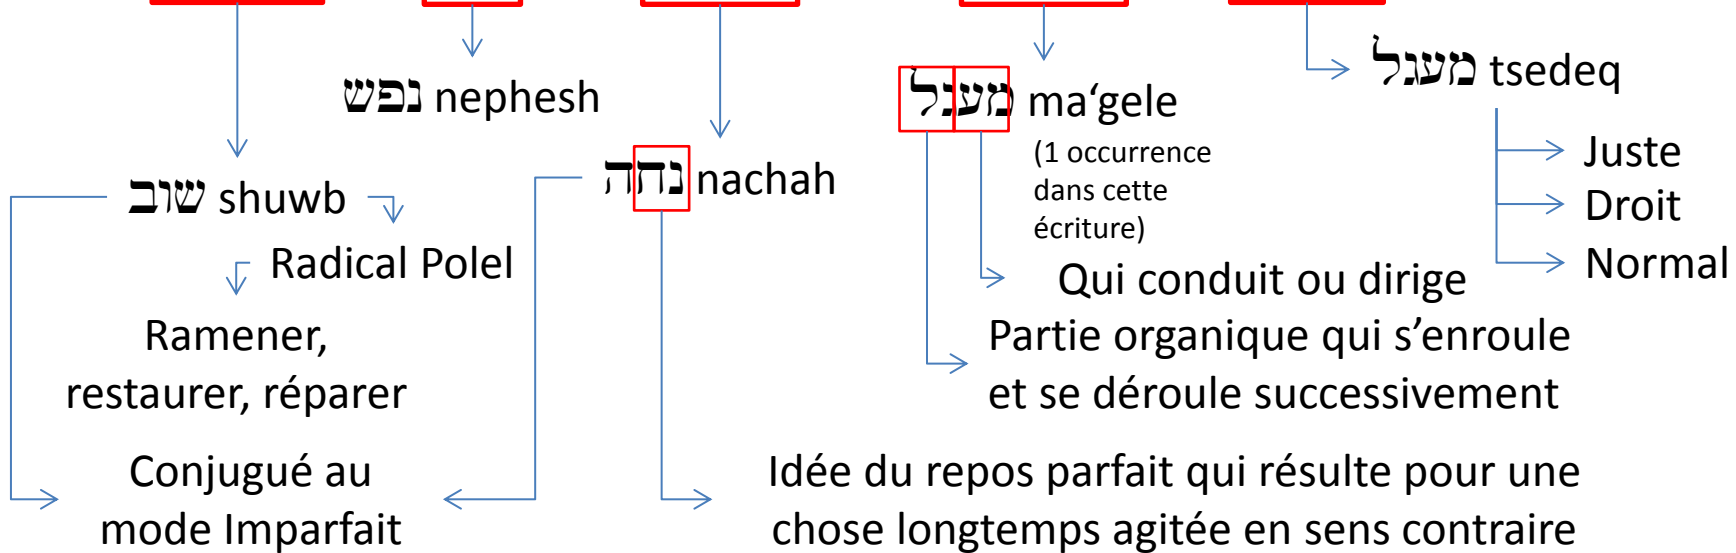 נפש nephesh
מעגל tsedeq
מעגל ma‘gele
(1 occurrence
dans cette
écriture)
Juste
Droit
Normal
שוב shuwb
נחה nachah
Radical Polel
Qui conduit ou dirige
Ramener,
restaurer, réparer
Partie organique qui s’enroule
et se déroule successivement
Conjugué au
mode Imparfait
Idée du repos parfait qui résulte pour une
chose longtemps agitée en sens contraire